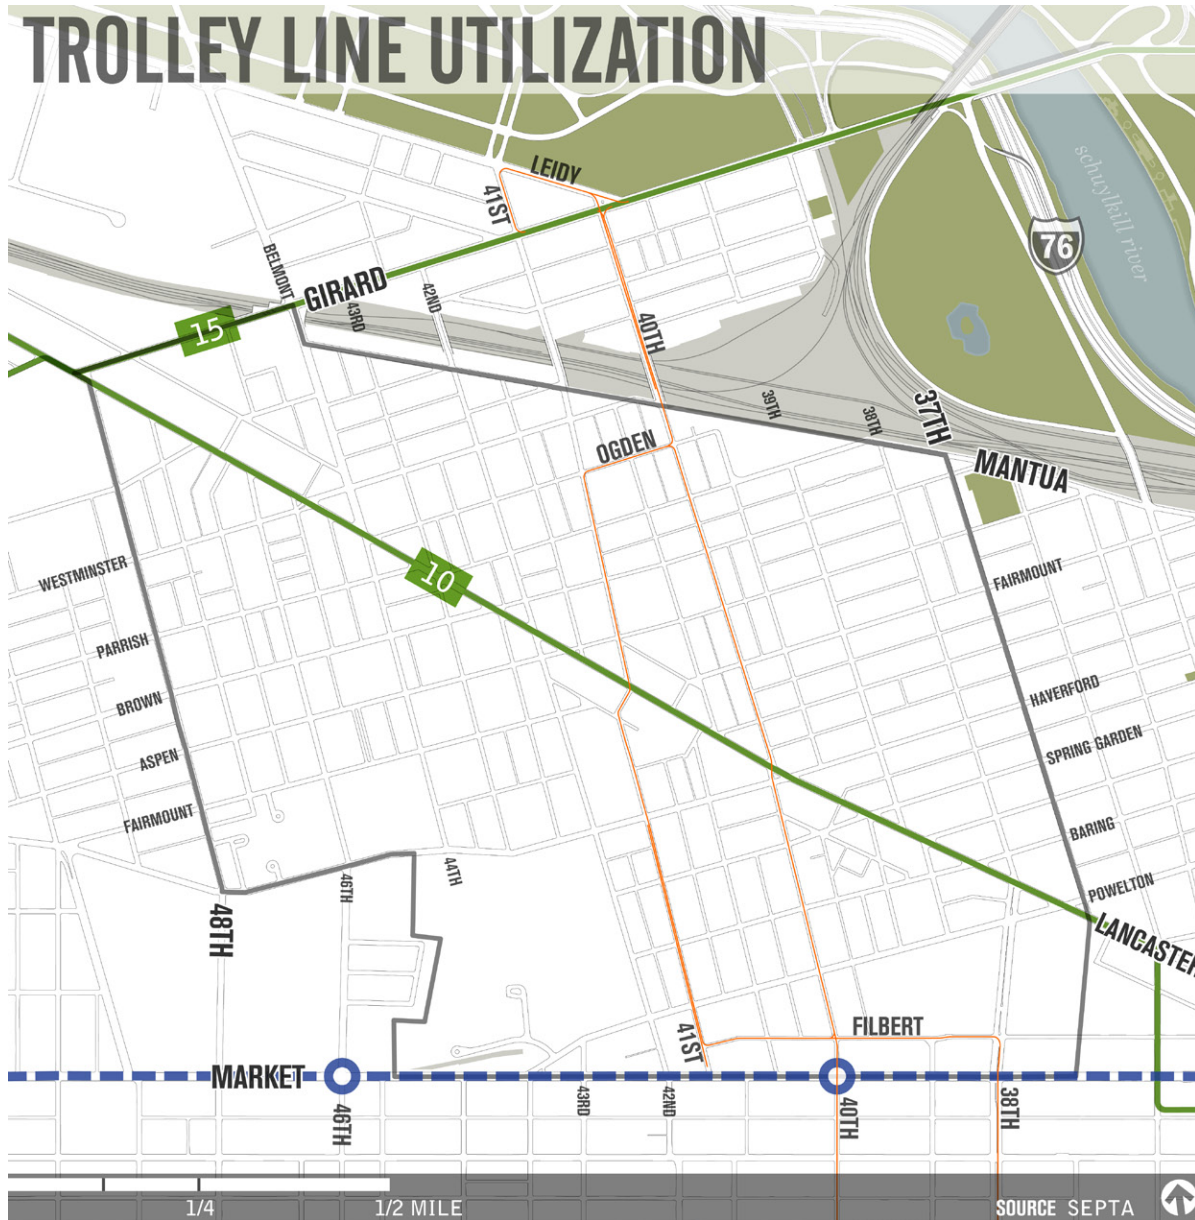 TROLLEY LINE UTILIZATION
LEIDY
41ST
schuylkill river
76
BELMONT
GIRARD
43RD
42ND
15
40TH
39TH
38TH
37TH
OGDEN
MANTUA
10
WESTMINSTER
FAIRMOUNT
PARRISH
HAVERFORD
BROWN
SPRING GARDEN
ASPEN
FAIRMOUNT
BARING
44TH
46TH
POWELTON
48TH
LANCASTER
41ST
FILBERT
MARKET
46TH
43RD
42ND
40TH
38TH
1/4
1/2 MILE
SOURCE SEPTA